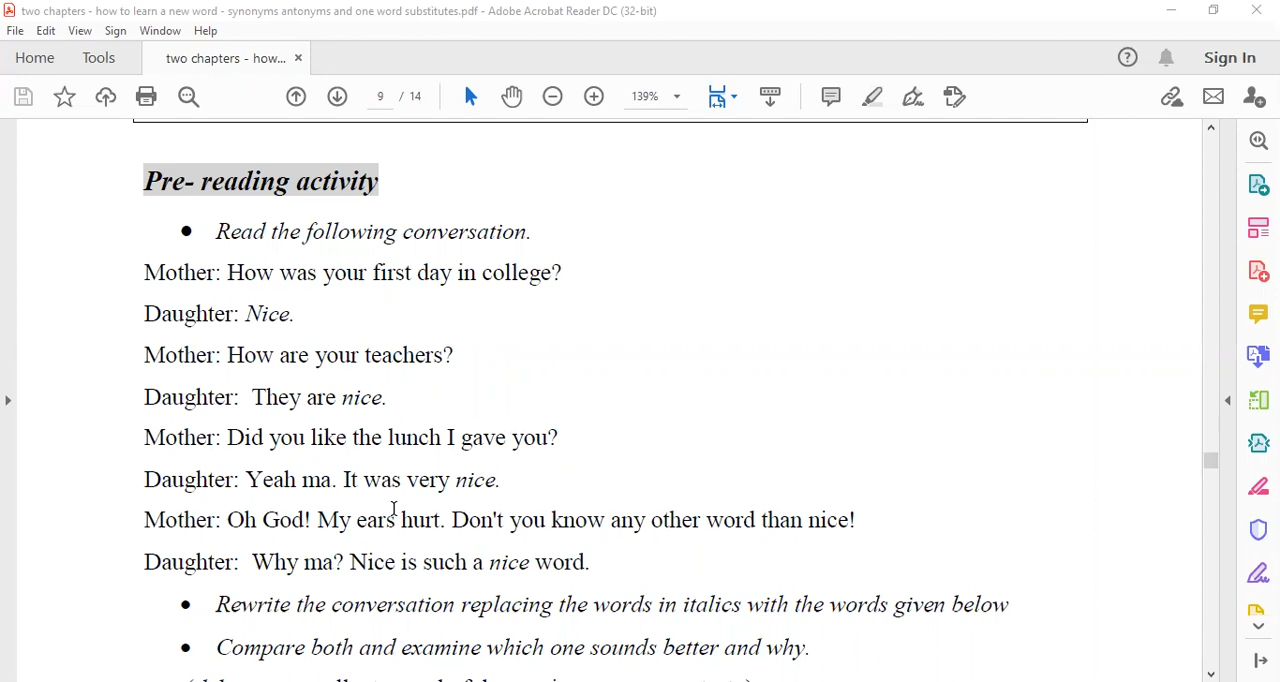 two chapters - how to learn a new word - synonyms antonyms and one word substitutes.pdf - Adobe Acrobat Reader DC (32-bit)
File Edit View Sign Window Help
Home Tools two chapters - how... × Sign In
9 / 14 139%
Pre- reading activity
• Read the following conversation.
Mother: How was your first day in college?
Daughter: Nice.
Mother: How are your teachers?
Daughter: They are nice.
Mother: Did you like the lunch I gave you?
Daughter: Yeah ma. It was very nice.
Mother: Oh God! My ears hurt. Don't you know any other word than nice!
Daughter: Why ma? Nice is such a nice word.
• Rewrite the conversation replacing the words in italics with the words given below
• Compare both and examine which one sounds better and why.